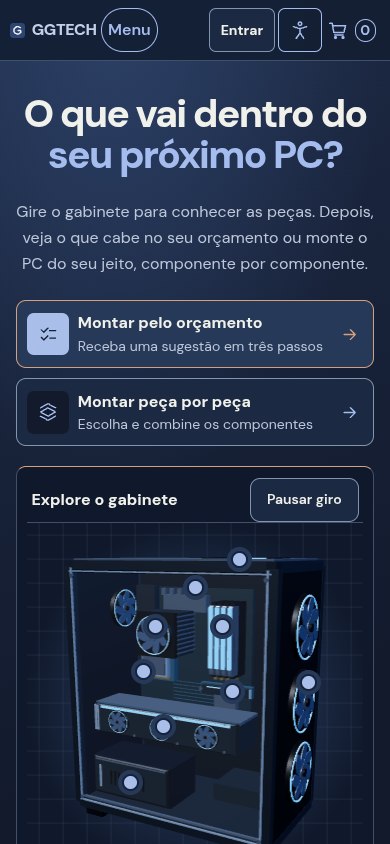 G GGTECH Menu Entrar 0
O que vai dentro do
seu próximo PC?
Gire o gabinete para conhecer as peças. Depois,
veja o que cabe no seu orçamento ou monte o
PC do seu jeito, componente por componente.
Montar pelo orçamento
Receba uma sugestão em três passos
Montar peça por peça
Escolha e combine os componentes
Explore o gabinete Pausar giro